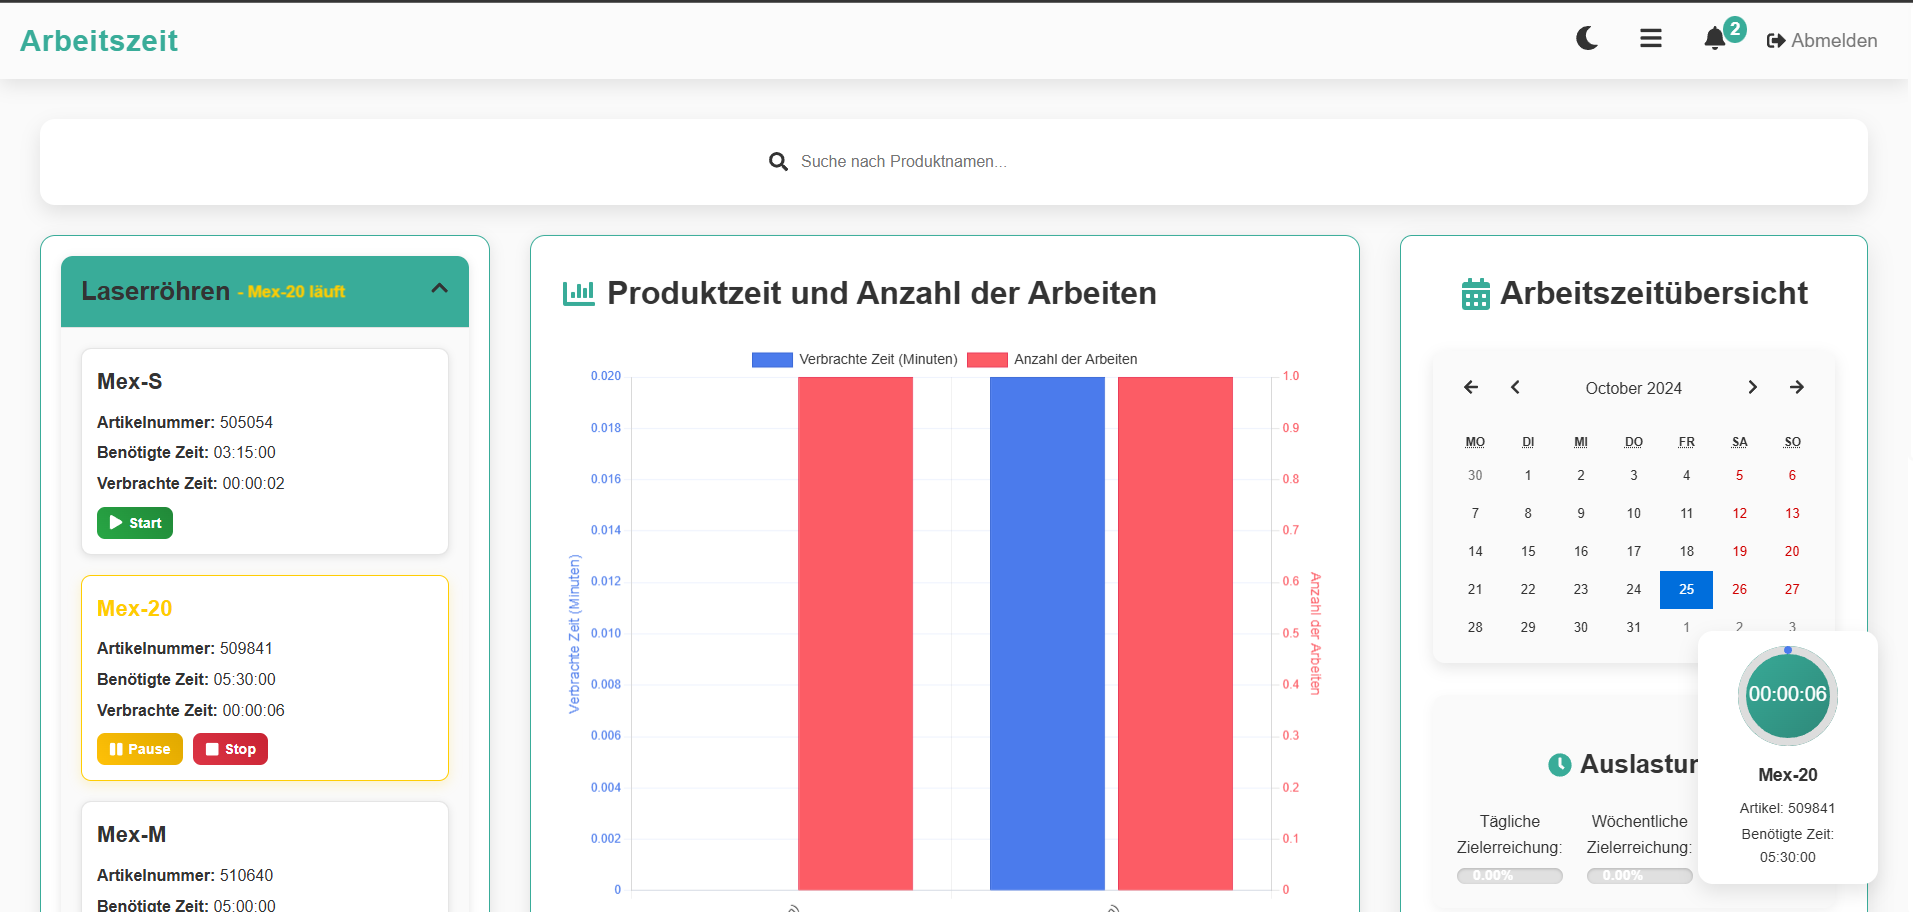 Arbeitszeit
2
Abmelden
Suche nach Produktnamen...
Laserröhren - Mex-20 läuft
Mex-S
Artikelnummer: 505054
Benötigte Zeit: 03:15:00
Verbrachte Zeit: 00:00:02
Start
Mex-20
Artikelnummer: 509841
Benötigte Zeit: 05:30:00
Verbrachte Zeit: 00:00:06
Pause Stop
Mex-M
Artikelnummer: 510640
Benötigte Zeit: 05:00:00
Produktzeit und Anzahl der Arbeiten
Verbrachte Zeit (Minuten) Anzahl der Arbeiten
0.020
0.018
0.016
0.014
0.012
0.010
0.008
0.006
0.004
0.002
0
Verbrachte Zeit (Minuten)
1.0
0.9
0.8
0.7
0.6
0.5
0.4
0.3
0.2
0.1
0
Anzahl der Arbeiten
Arbeitszeitübersicht
October 2024
MO DI MI DO FR SA SO
30 1 2 3 4 5 6
7 8 9 10 11 12 13
14 15 16 17 18 19 20
21 22 23 24 25 26 27
28 29 30 31 1 2 3
Tägliche
Zielerreichung:
0.00%
Wöchentliche
Zielerreichung:
0.00%
00:00:06
Mex-20
Artikel: 509841
Benötigte Zeit:
05:30:00